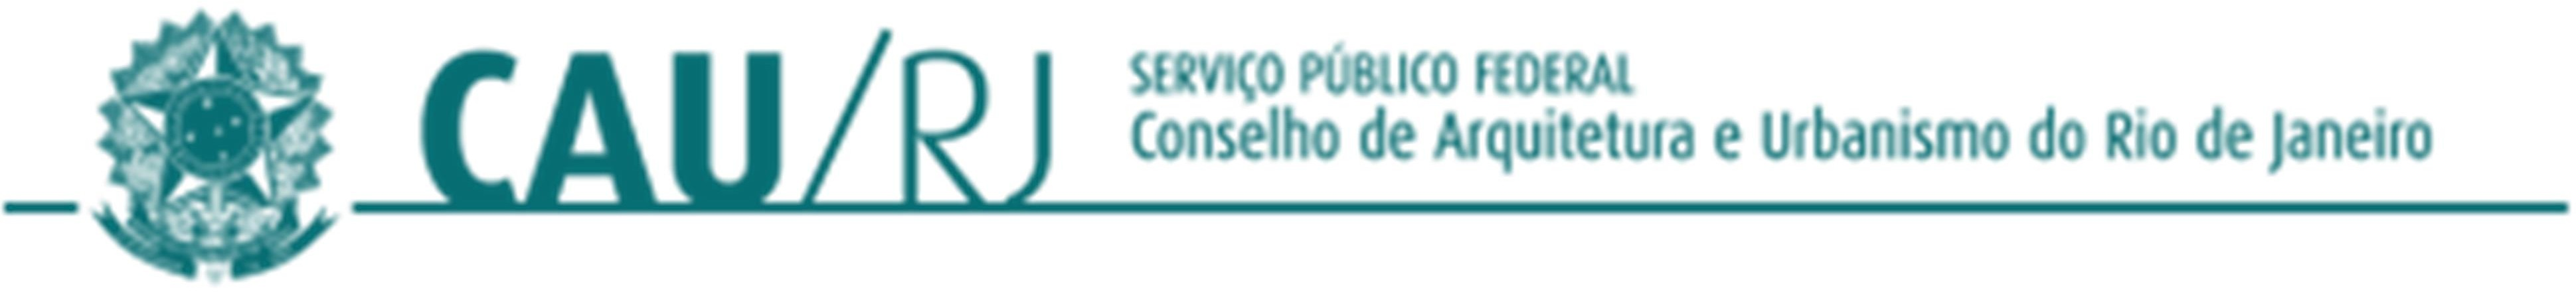 CAU/RJ
SERVIÇO PÚBLICO FEDERAL
Conselho de Arquitetura e Urbanismo do Rio de Janeiro